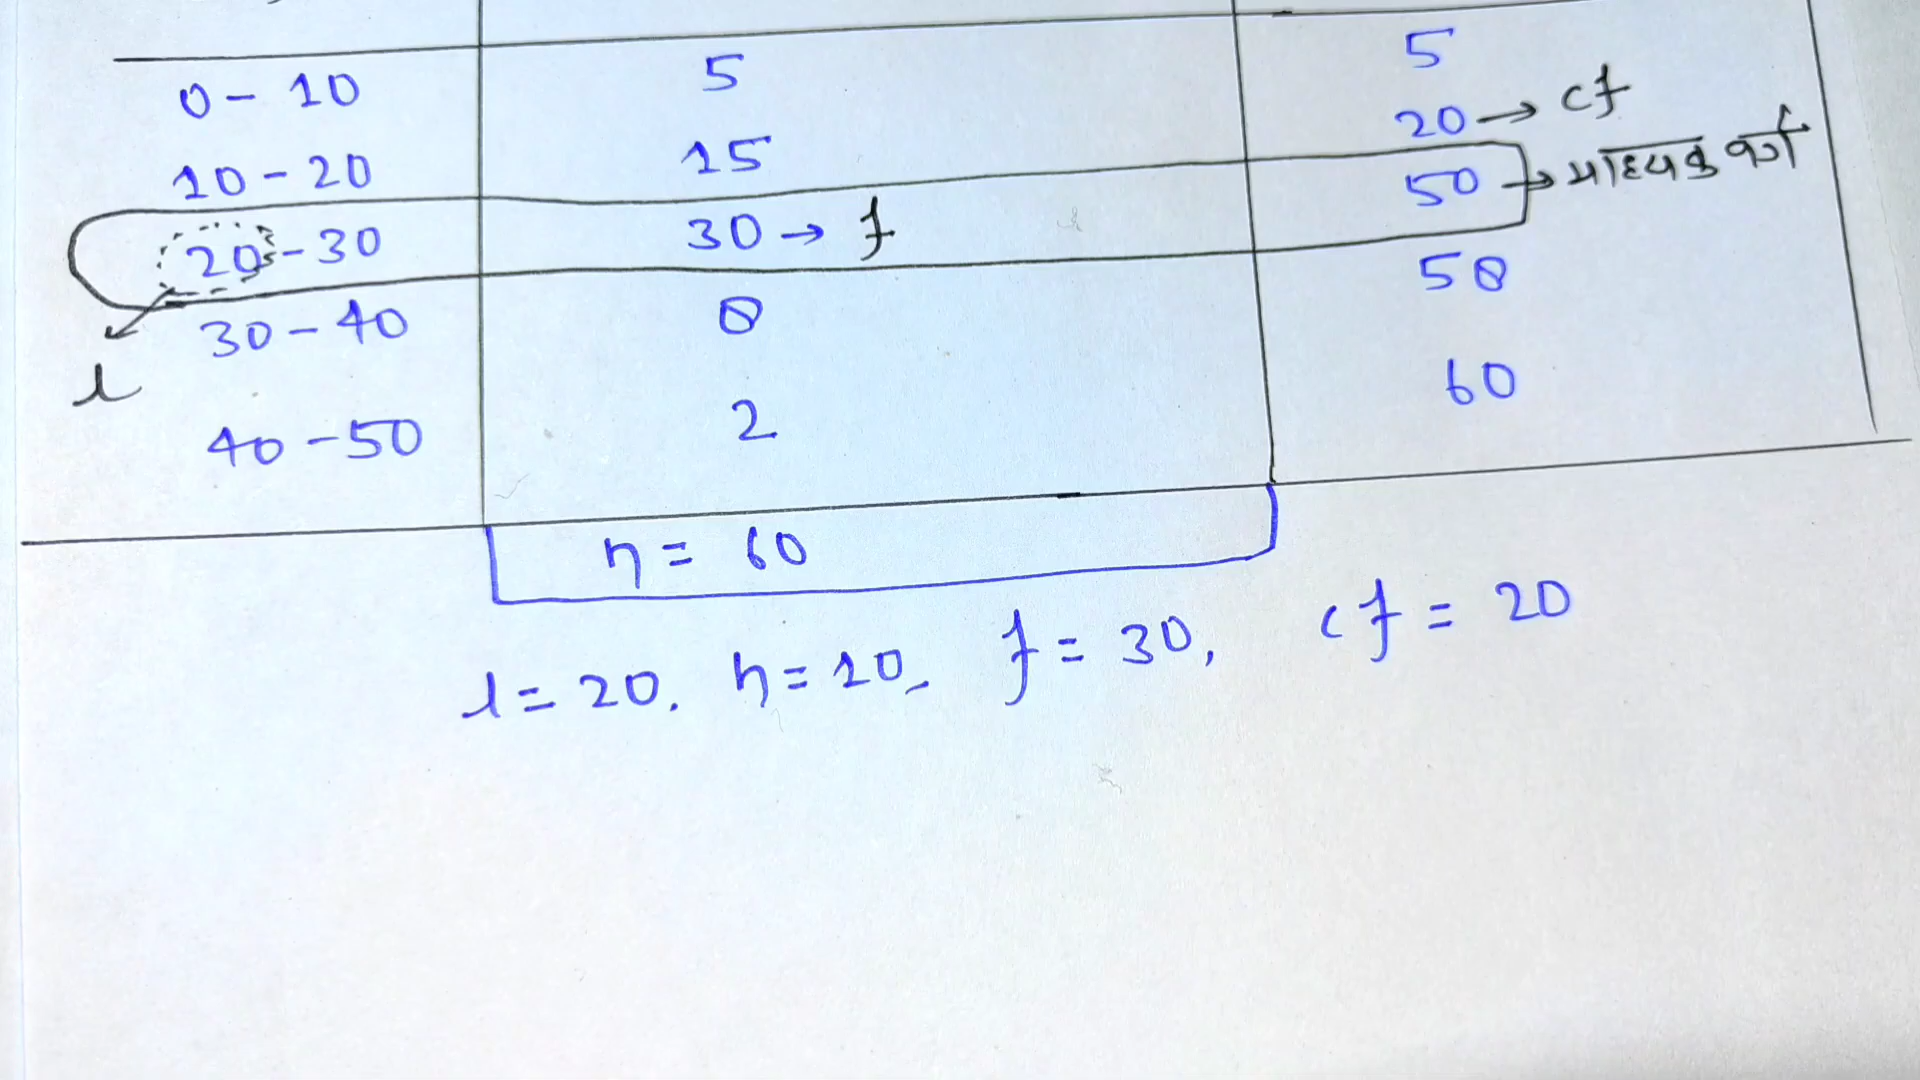 0 - 10 5 5
10 - 20 15 20 → cf
20 - 30 30 → f 50 → माध्यक वर्ग
30 - 40 8 58
l
40 - 50 2 60
n = 60
l = 20, h = 10, f = 30, cf = 20